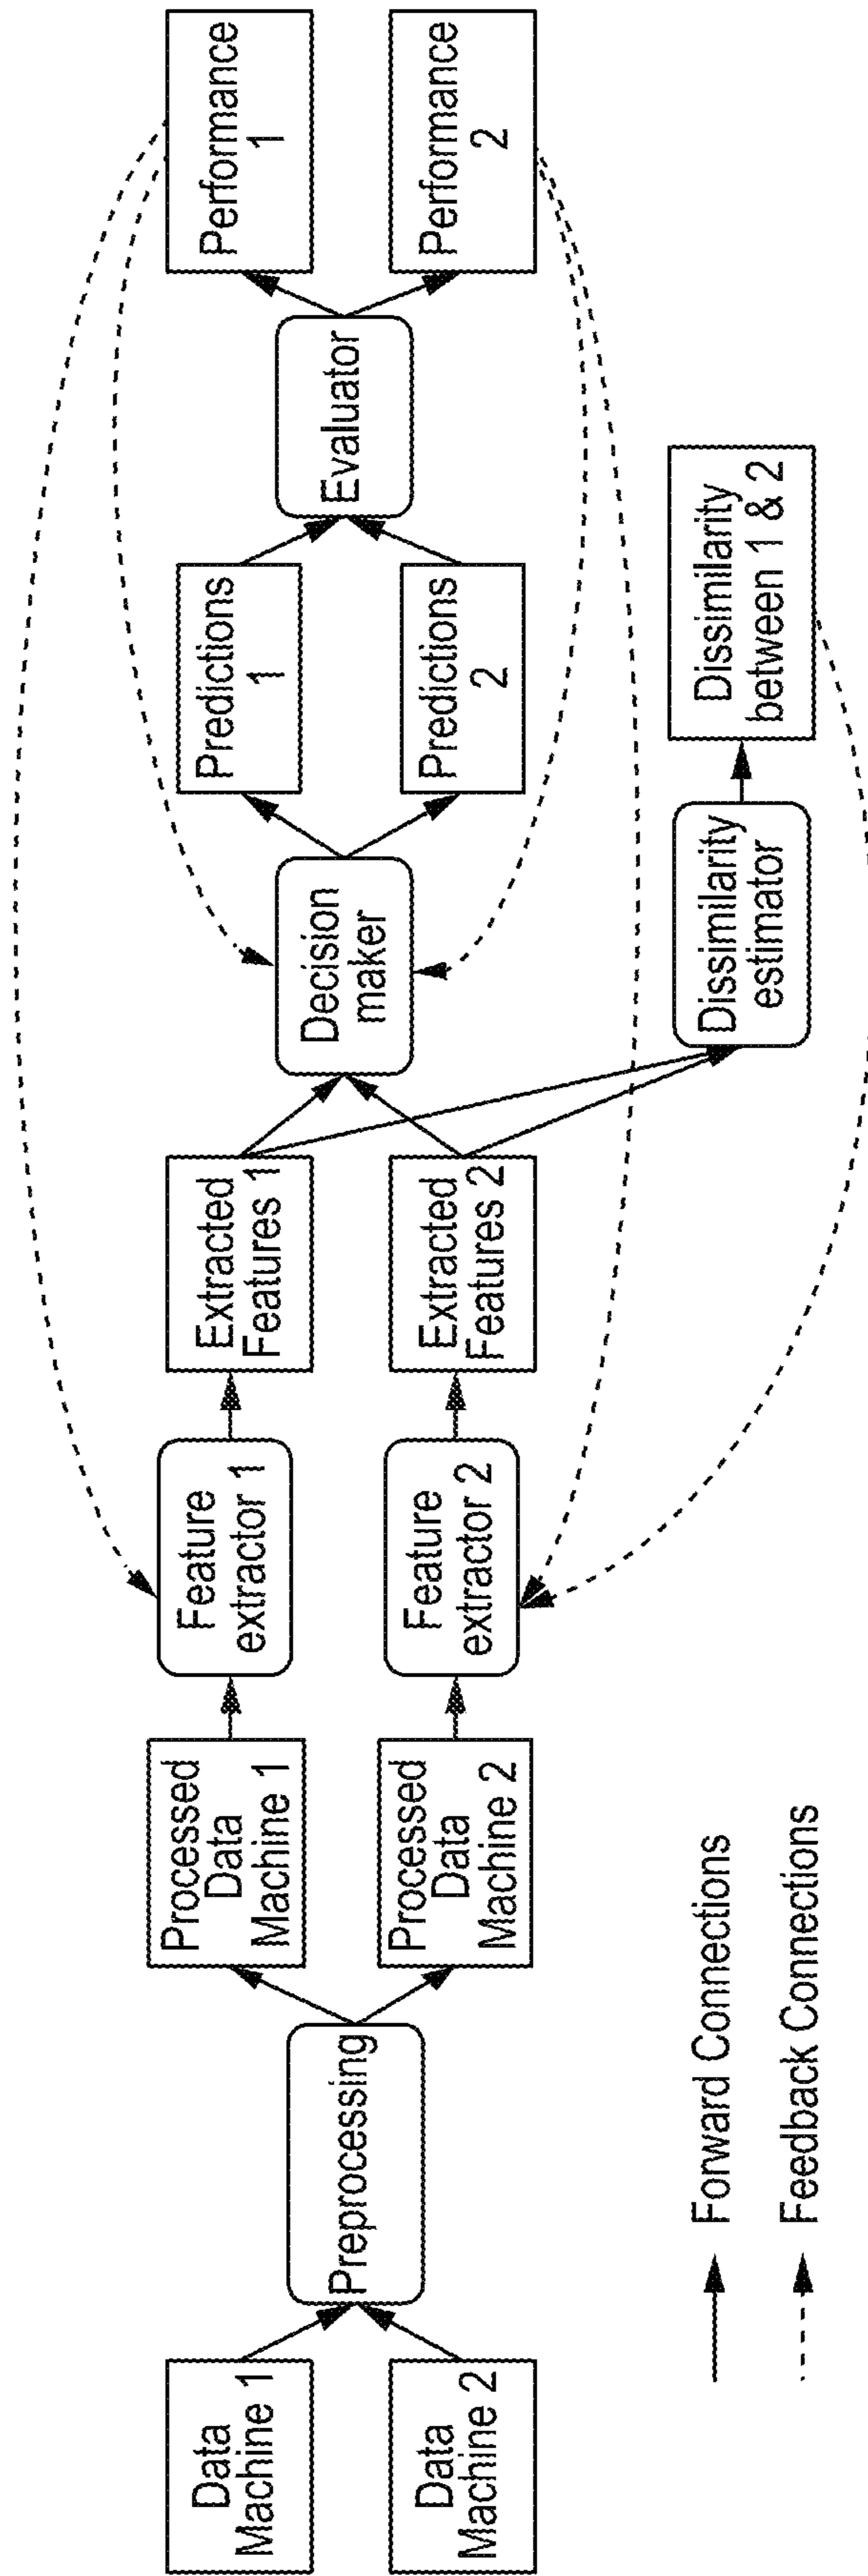 Data
Machine 1
Data
Machine 2
Preprocessing
Processed
Data
Machine 1
Processed
Data
Machine 2
Feature
extractor 1
Feature
extractor 2
Extracted
Features 1
Extracted
Features 2
Decision
maker
Predictions
1
Predictions
2
Evaluator
Performance
1
Performance
2
Dissimilarity
estimator
Dissimilarity
between 1 & 2
Forward Connections
Feedback Connections